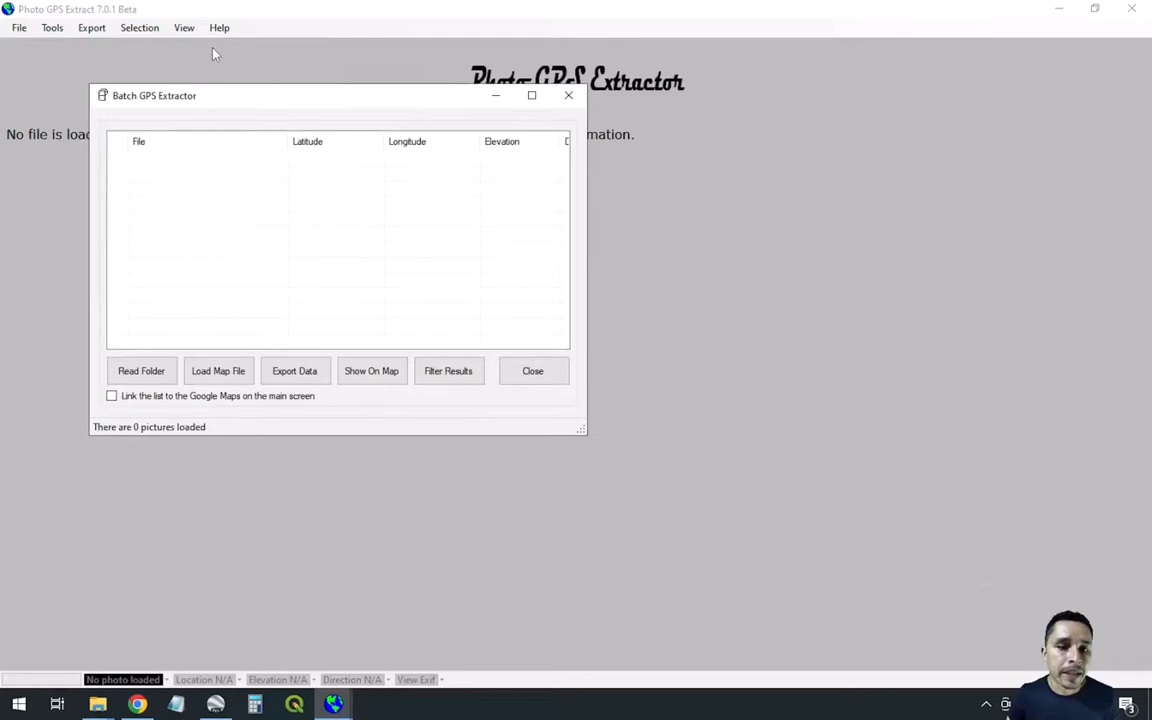 Photo GPS Extract 7.0.1 Beta
File Tools Export Selection View Help
Photo GPS Extractor
Batch GPS Extractor
No file is loa
mation.
File Latitude Longitude Elevation
Read Folder Load Map File Export Data Show On Map Filter Results Close
Link the list to the Google Maps on the main screen
There are 0 pictures loaded
No photo loaded Location N/A Elevation N/A Direction N/A View Exif
3